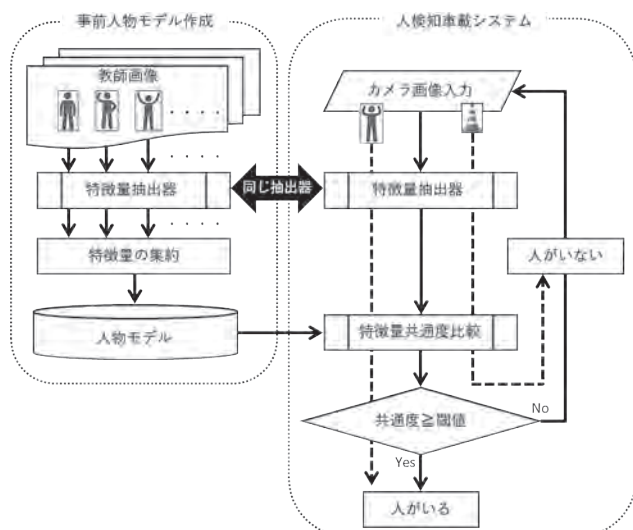 事前人物モデル作成
教師画像
・・・・
・・・・
特徴量抽出器
・・・・
特徴量の集約
人物モデル
同じ抽出器
人検知車載システム
カメラ画像入力
特徴量抽出器
人がいない
特徴量共通度比較
共通度≧閾値
No
Yes
人がいる